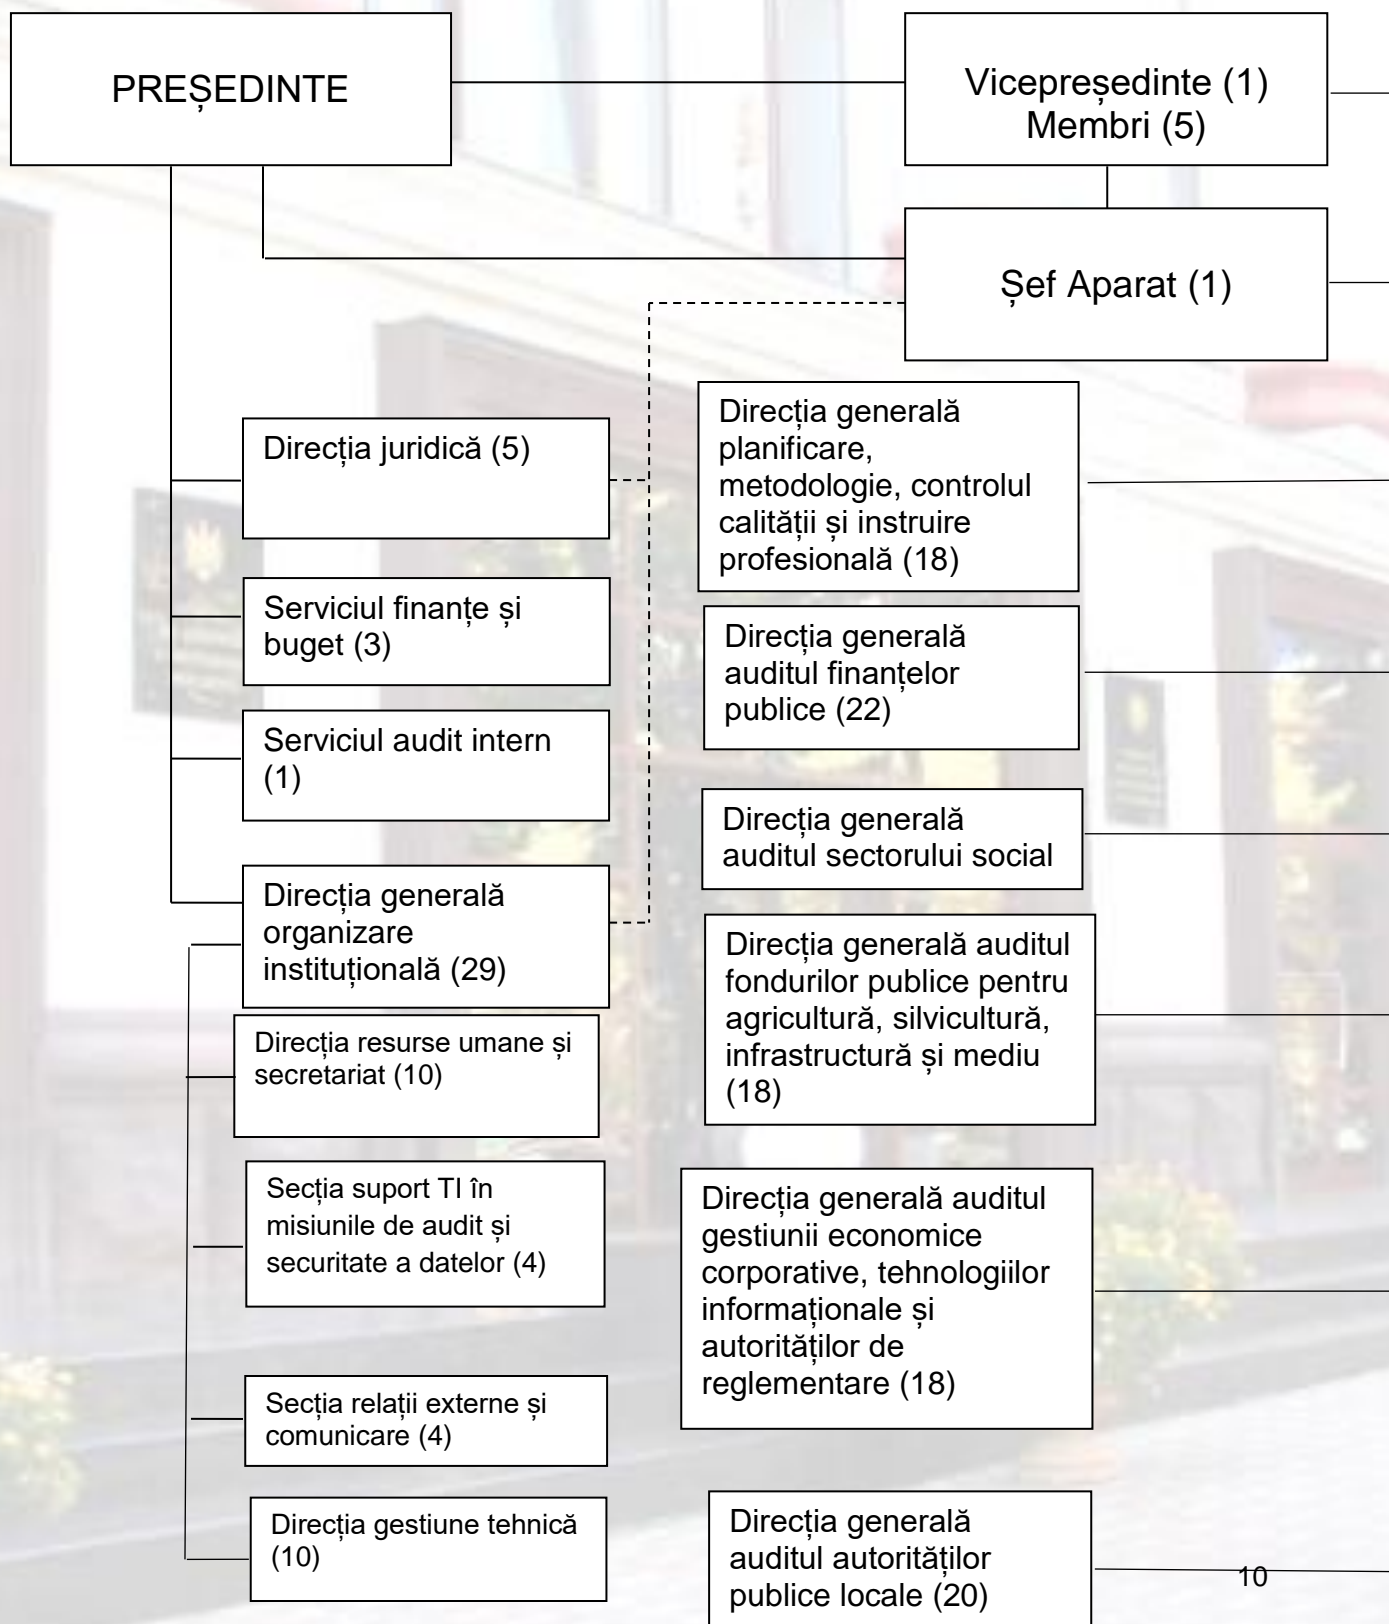 PREȘEDINTE
Vicepreședinte (1)
Membri (5)
Șef Aparat (1)
Direcția juridică (5)
Serviciul finanțe și
buget (3)
Serviciul audit intern
(1)
Direcția generală
organizare
instituțională (29)
Direcția resurse umane și
secretariat (10)
Secția suport TI în
misiunile de audit și
securitate a datelor (4)
Secția relații externe și
comunicare (4)
Direcția gestiune tehnică
(10)
Direcția generală
planificare,
metodologie, controlul
calității și instruire
profesională (18)
Direcția generală
auditul finanțelor
publice (22)
Direcția generală
auditul sectorului social
Direcția generală auditul
fondurilor publice pentru
agricultură, silvicultură,
infrastructură și mediu
(18)
Direcția generală auditul
gestiunii economice
corporative, tehnologiilor
informaționale și
autorităților de
reglementare (18)
Direcția generală
auditul autorităților
publice locale (20)
10